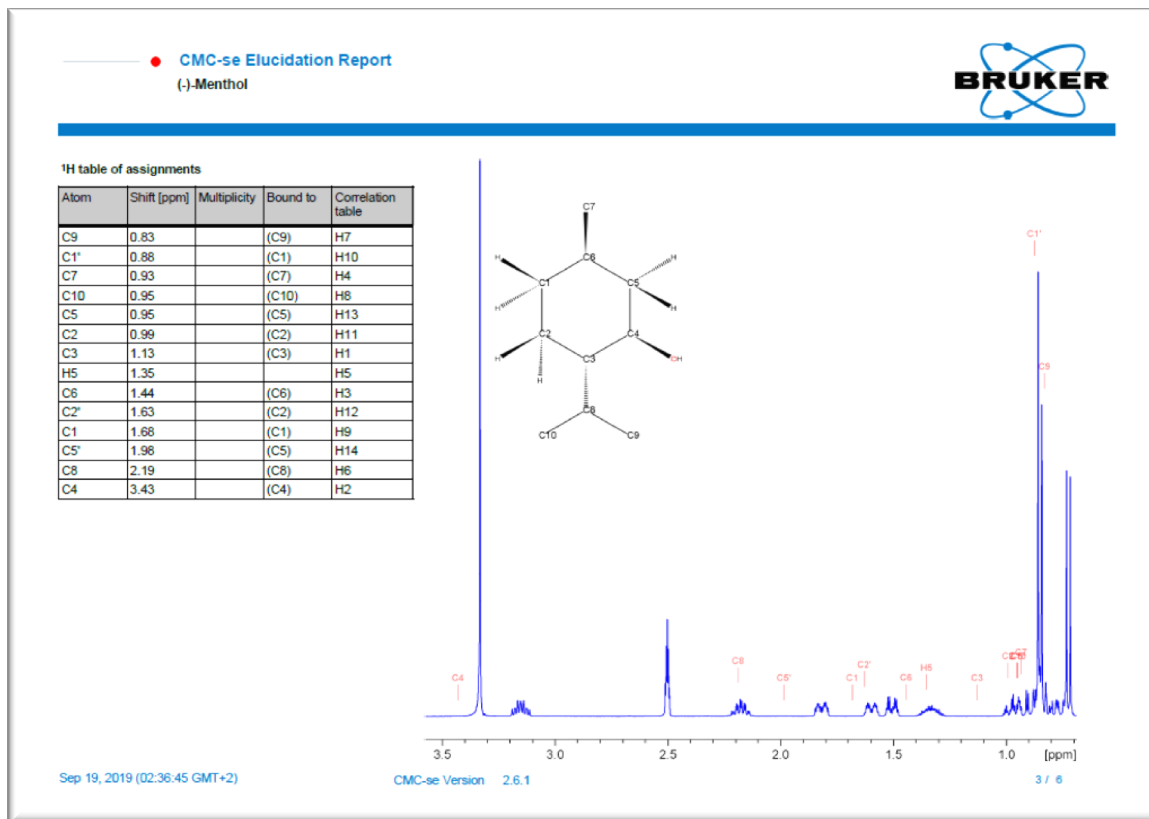 CMC-se Elucidation Report
(-)-Menthol
BRUKER
1H table of assignments
Atom Shift [ppm] Multiplicity Bound to Correlation table
C9 0.83 (C9) H7
C1' 0.88 (C1) H10
C7 0.93 (C7) H4
C10 0.95 (C10) H8
C5 0.95 (C5) H13
C2 0.99 (C2) H11
C3 1.13 (C3) H1
H5 1.35 H5
C6 1.44 (C6) H3
C2' 1.63 (C2) H12
C1 1.68 (C1) H9
C5' 1.98 (C5) H14
C8 2.19 (C8) H6
C4 3.43 (C4) H2
C7
H C6 H
C1 C5
H H
C2 C4
H C3 OH
H
C8
C10 C9
C1'
C9
C4 C8 C5' C1 C2' C6 H5 C3 C7
3.5 3.0 2.5 2.0 1.5 1.0 [ppm]
Sep 19, 2019 (02:36:45 GMT+2) CMC-se Version 2.6.1 3 / 6